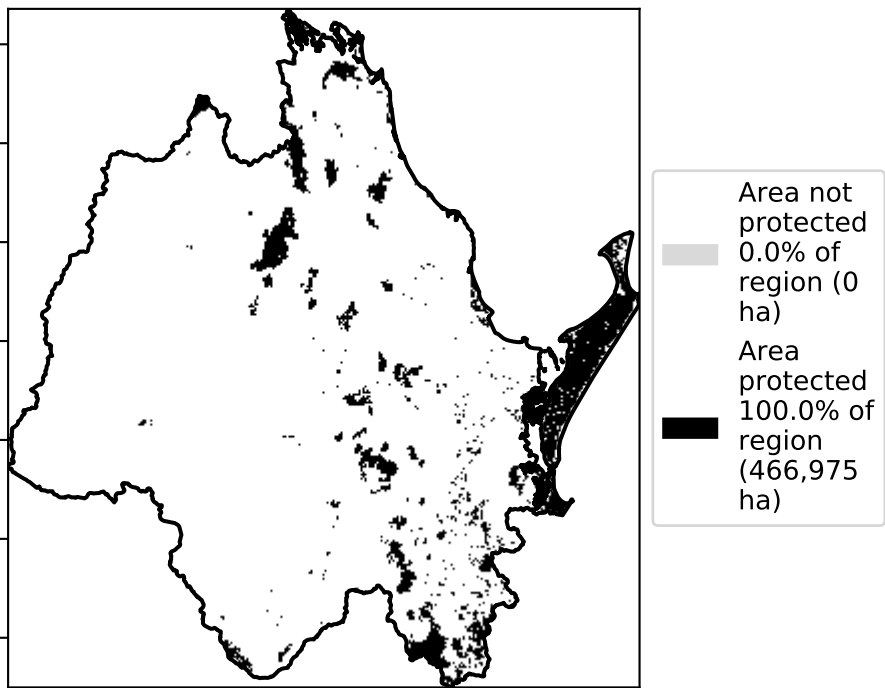 Area not
protected
0.0% of
region (0
ha)
Area
protected
100.0% of
region
(466,975
ha)